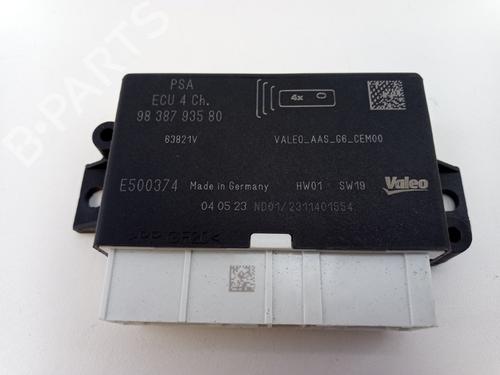 B-PARTS
PSA
ECU 4 Ch.
98 387 935 80
4x
63821V
VALEO_AAS_G6_CEM00
E500374 Made in Germany HW01 SW19 Valeo
04 05 23 ND01/2311401554